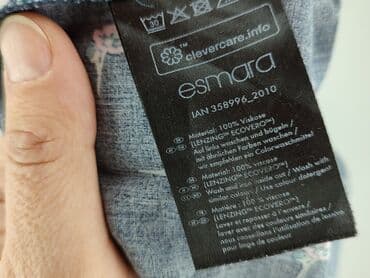 clevercare.info
esmara
IAN 358996_2010
Material: 100% Viskose
(LENZING™ ECOVERO™)
Auf links waschen und bügeln /
mit ähnlichen Farben waschen /
wir empfehlen ein Colorwaschmittel
Material: 100% viscose
(LENZING™ ECOVERO™)
Wash and iron inside out / Wash with
similar colours / Use colour detergent
Matière : 100% viscose
(LENZING™ ECOVERO™)
Laver et repasser à l'envers /
laver avec des couleurs similaires /
nous conseillons l'utilisation de lessive
pour linge de couleur